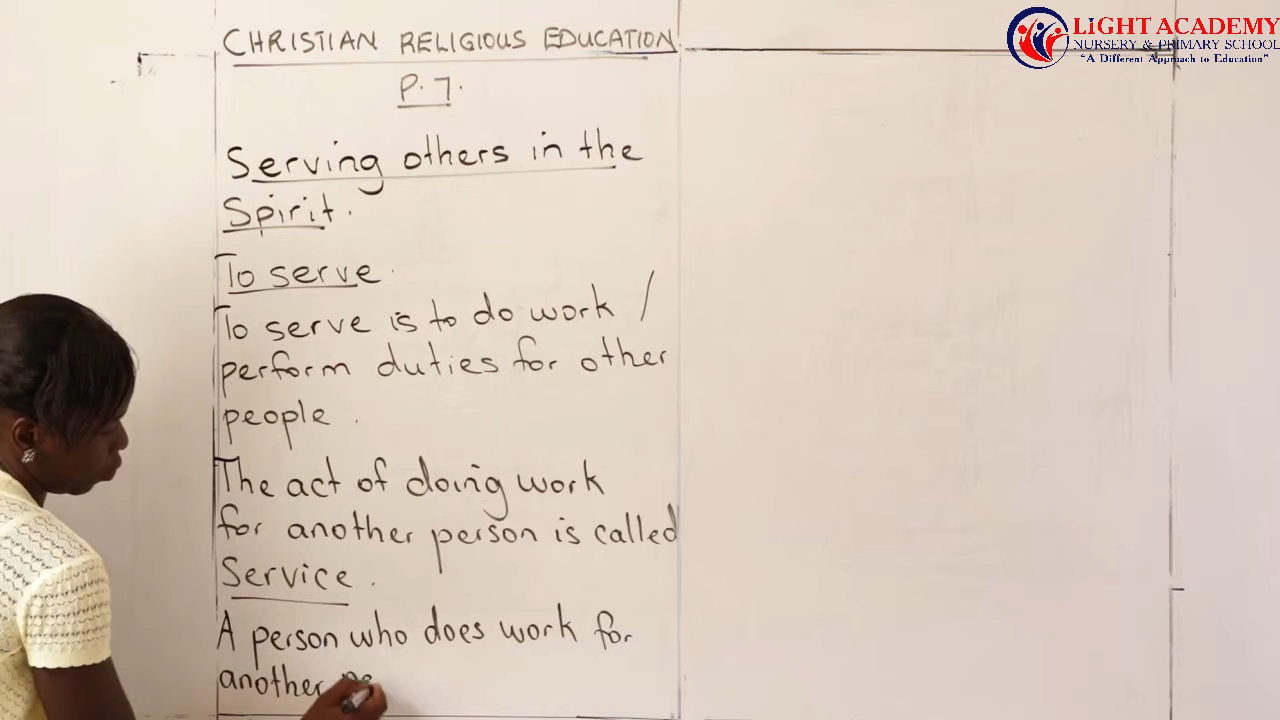 CHRISTIAN RELIGIOUS EDUCATION
P.7.
Serving others in the
Spirit.
To serve.
To serve is to do work /
perform duties for other
people.
The act of doing work
for another person is called
Service.
A person who does work for
another pe
LIGHT ACADEMY
NURSERY & PRIMARY SCHOOL
"A Different Approach to Education"